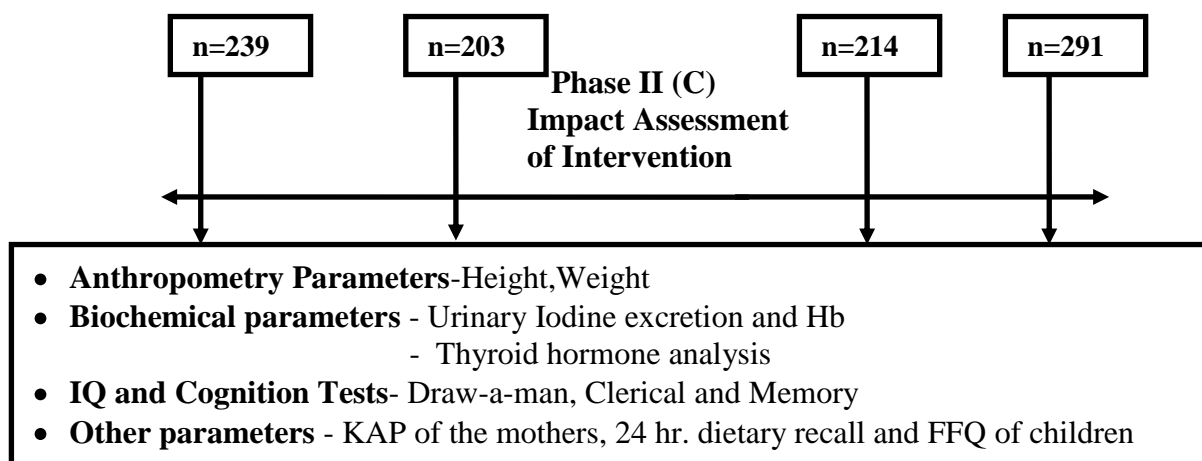 n=239 n=203 n=214 n=291
Phase II (C)
Impact Assessment
of Intervention
• Anthropometry Parameters-Height,Weight
• Biochemical parameters - Urinary Iodine excretion and Hb
- Thyroid hormone analysis
• IQ and Cognition Tests- Draw-a-man, Clerical and Memory
• Other parameters - KAP of the mothers, 24 hr. dietary recall and FFQ of children